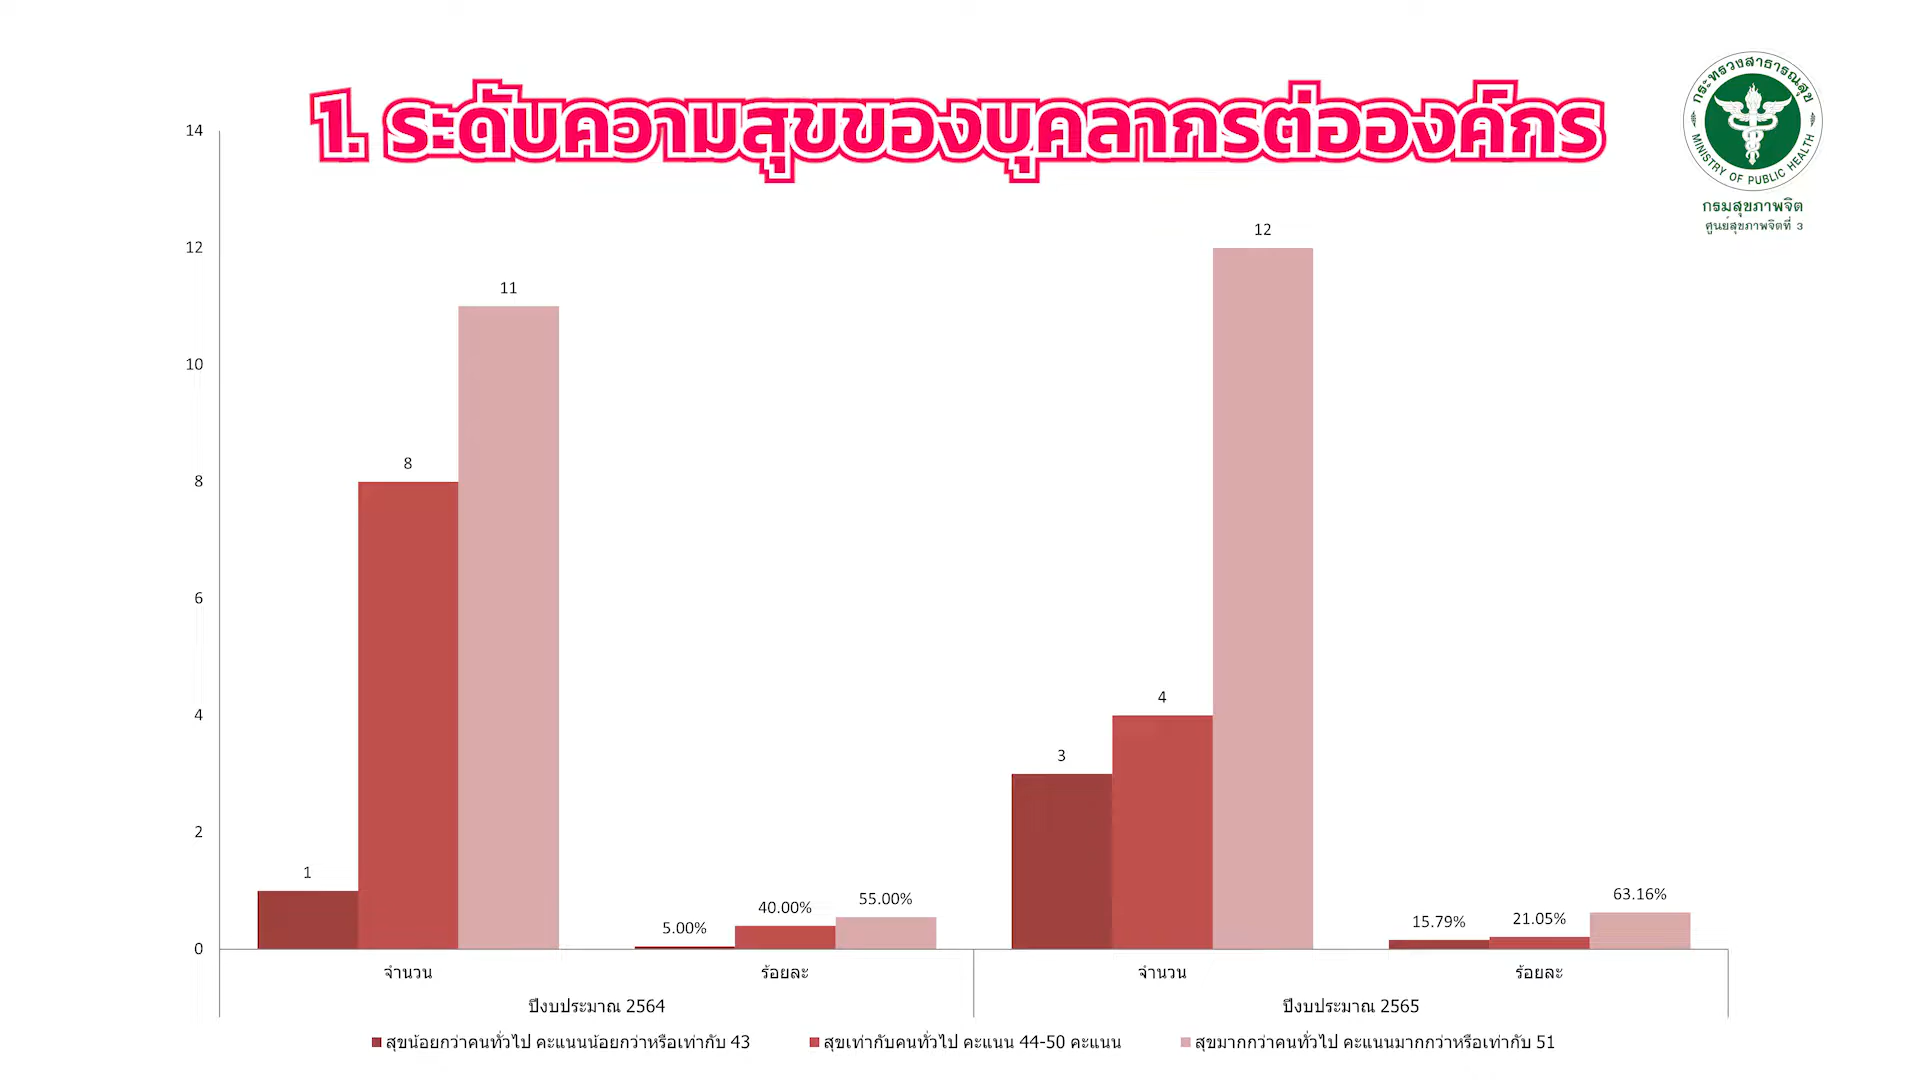 1. ระดับความสุขของบุคลากรต่อองค์กร
กระทรวงสาธารณสุข
MINISTRY OF PUBLIC HEALTH
กรมสุขภาพจิต
ศูนย์สุขภาพจิตที่ 3
14
12
10
8
6
4
2
0
1
8
11
5.00%
40.00%
55.00%
3
4
12
15.79%
21.05%
63.16%
จำนวน
ร้อยละ
จำนวน
ร้อยละ
ปีงบประมาณ 2564
ปีงบประมาณ 2565
สุขน้อยกว่าคนทั่วไป คะแนนน้อยกว่าหรือเท่ากับ 43
สุขเท่ากับคนทั่วไป คะแนน 44-50 คะแนน
สุขมากกว่าคนทั่วไป คะแนนมากกว่าหรือเท่ากับ 51